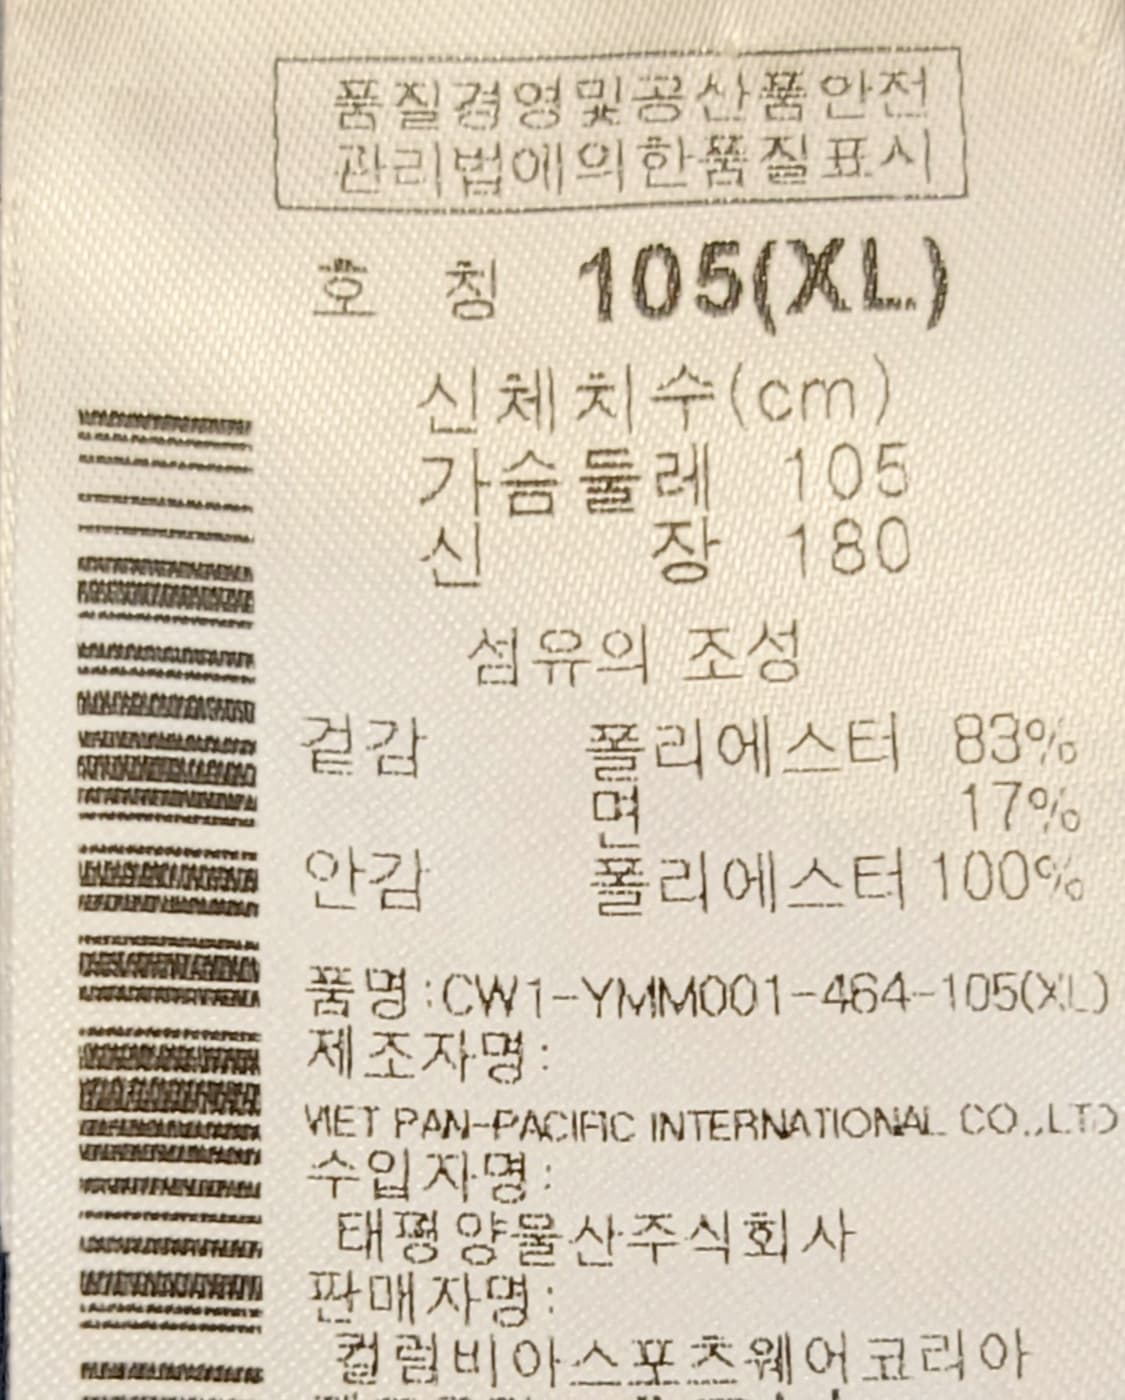 품질경영및공산품안전
관리법에의한품질표시
호 칭 105(XL)
신체치수(cm)
가슴둘레 105
신 장 180
섬유의 조성
겉감 폴리에스터 83%
면 17%
안감 폴리에스터 100%
품명:CW1-YMM001-464-105(XL)
제조자명:
VIET PAN-PACIFIC INTERNATIONAL CO.,LTD
수입자명:
태평양물산주식회사
판매자명:
컬럼비아스포츠웨어코리아